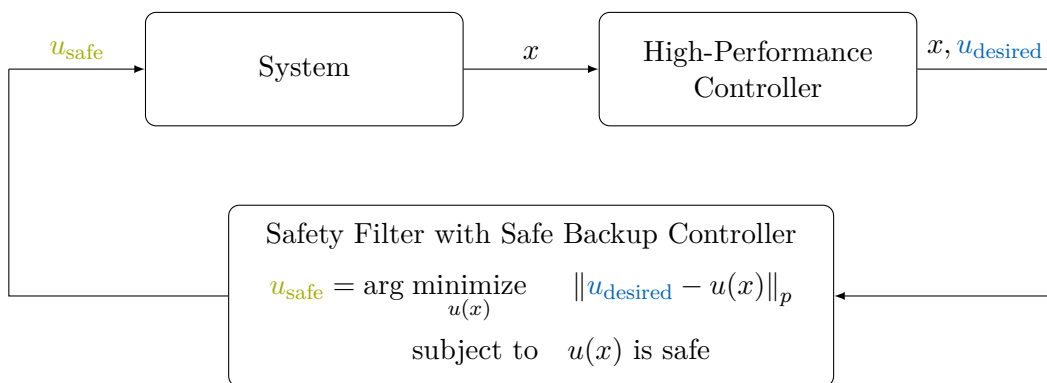 u_safe
System
x
High-Performance
Controller
x, u_desired
Safety Filter with Safe Backup Controller
u_safe = arg minimize ‖u_desired − u(x)‖_p
u(x)
subject to u(x) is safe